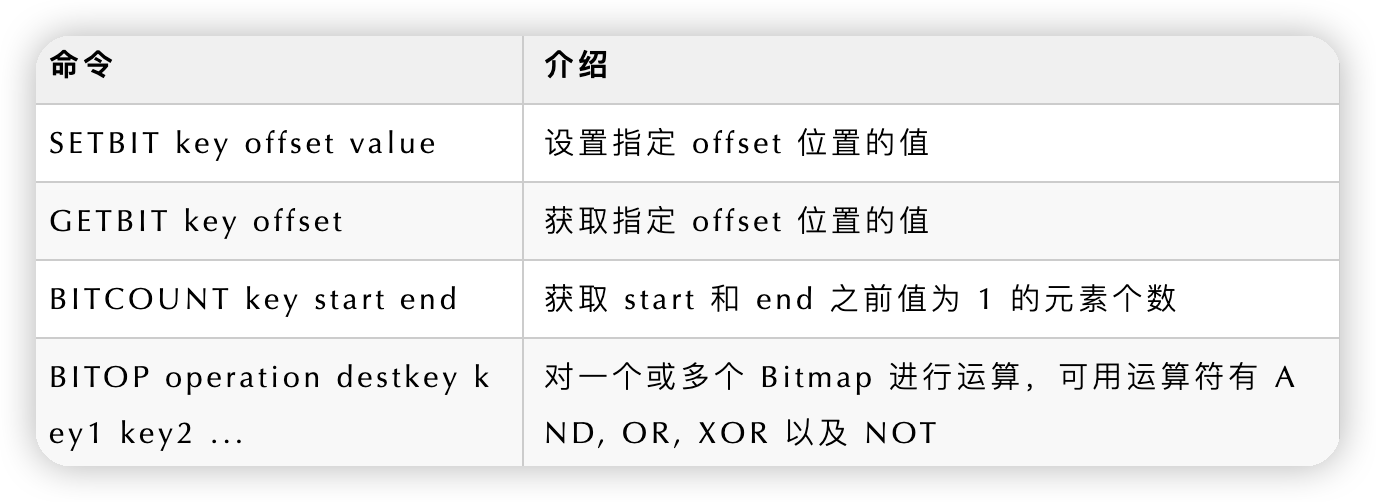 命令 介绍
SETBIT key offset value 设置指定 offset 位置的值
GETBIT key offset 获取指定 offset 位置的值
BITCOUNT key start end 获取 start 和 end 之前值为 1 的元素个数
BITOP operation destkey k
ey1 key2 ...
对一个或多个 Bitmap 进行运算，可用运算符有 A
ND, OR, XOR 以及 NOT